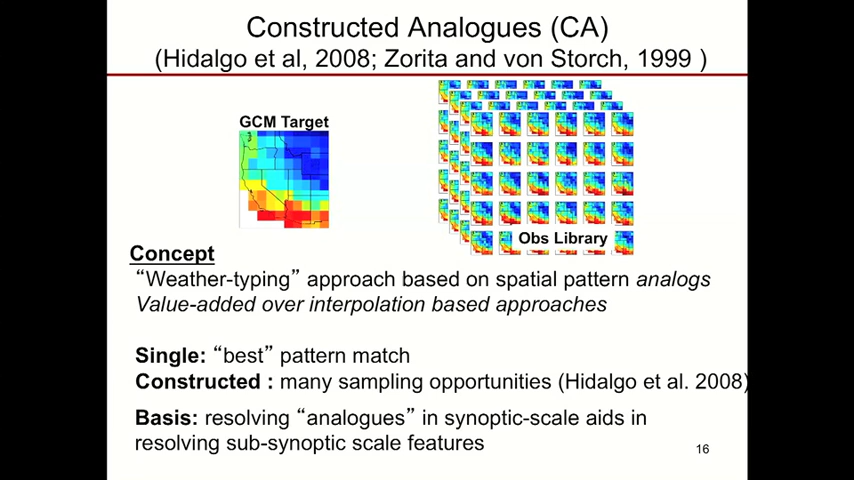 Constructed Analogues (CA)
(Hidalgo et al, 2008; Zorita and von Storch, 1999 )
GCM Target
Obs Library
Concept
“Weather-typing” approach based on spatial pattern analogs
Value-added over interpolation based approaches
Single: “best” pattern match
Constructed : many sampling opportunities (Hidalgo et al. 2008)
Basis: resolving “analogues” in synoptic-scale aids in
resolving sub-synoptic scale features
16